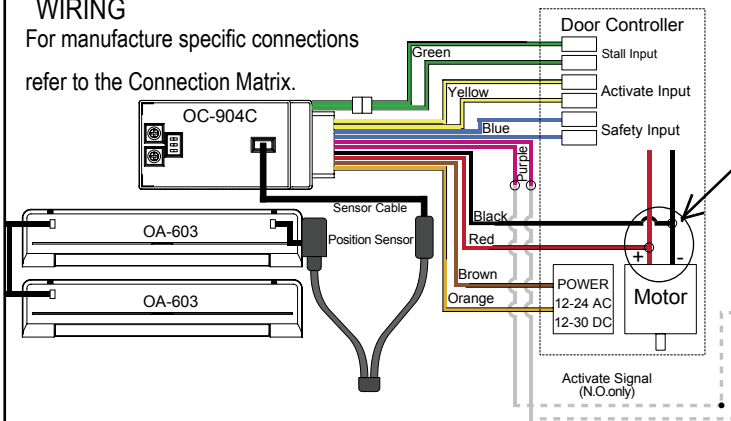 WIRING
For manufacture specific connections
refer to the Connection Matrix.
Door Controller
Green
Stall Input
Yellow
Activate Input
OC-904C
Blue
Safety Input
Purple
Sensor Cable
Black
OA-603
Position Sensor
Red
+ -
Brown
OA-603
Orange
POWER
12-24 AC
12-30 DC
Motor
Activate Signal
(N.O.only)